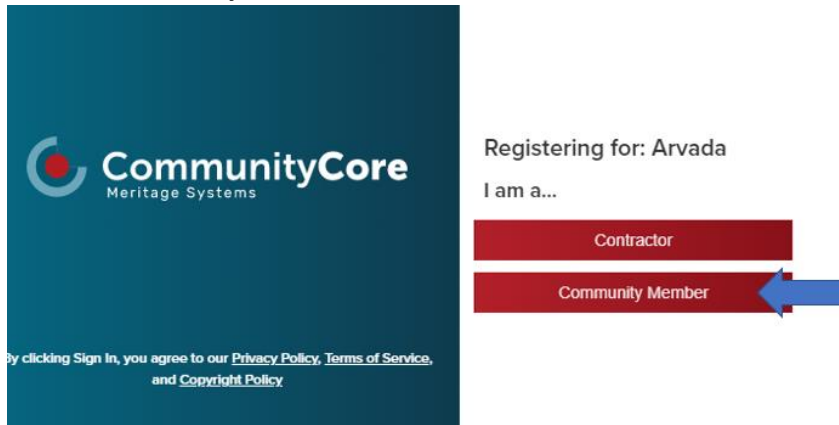 CommunityCore
Meritage Systems
By clicking Sign In, you agree to our Privacy Policy, Terms of Service,
and Copyright Policy
Registering for: Arvada
I am a...
Contractor
Community Member